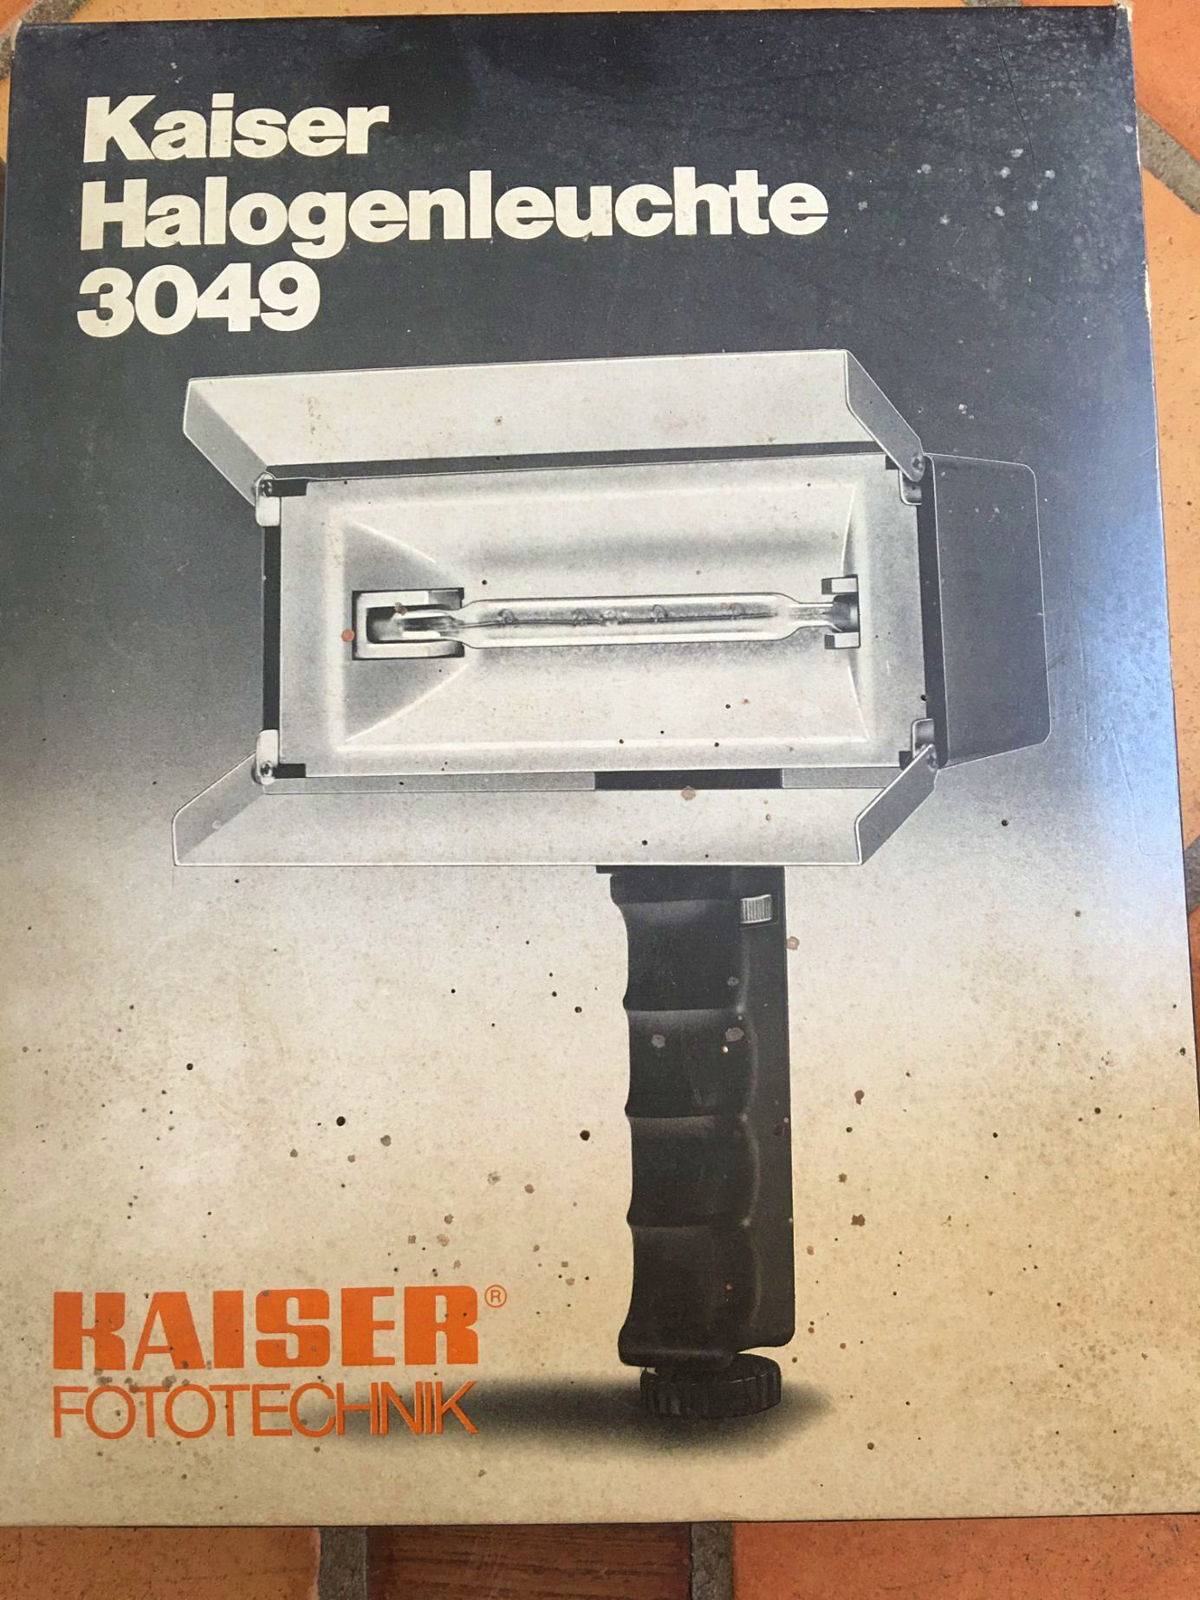 Kaiser
Halogenleuchte
3049
KAISER®
FOTOTECHNIK